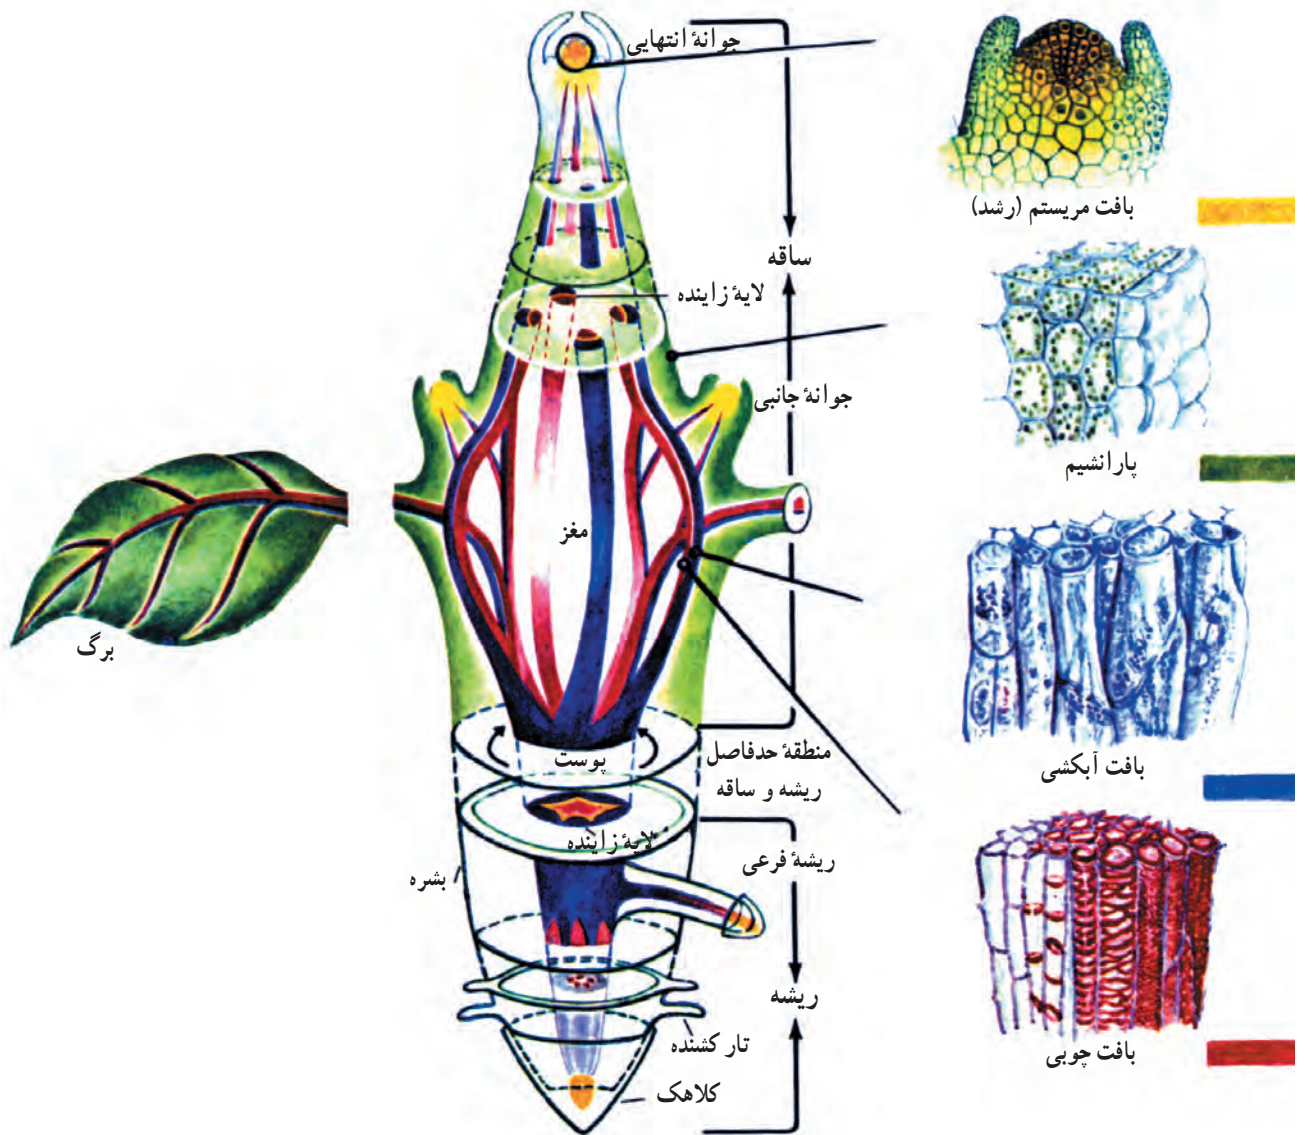 جوانهٔ انتهایی
بافت مریستم (رشد)
ساقه
لایهٔ زاینده
جوانهٔ جانبی
پارانشیم
مغز
برگ
منطقهٔ حدفاصل
ریشه و ساقه
پوست
بافت آبکشی
لایهٔ زاینده
ریشهٔ فرعی
بشره
ریشه
تار کشنده
بافت چوبی
کلاهک